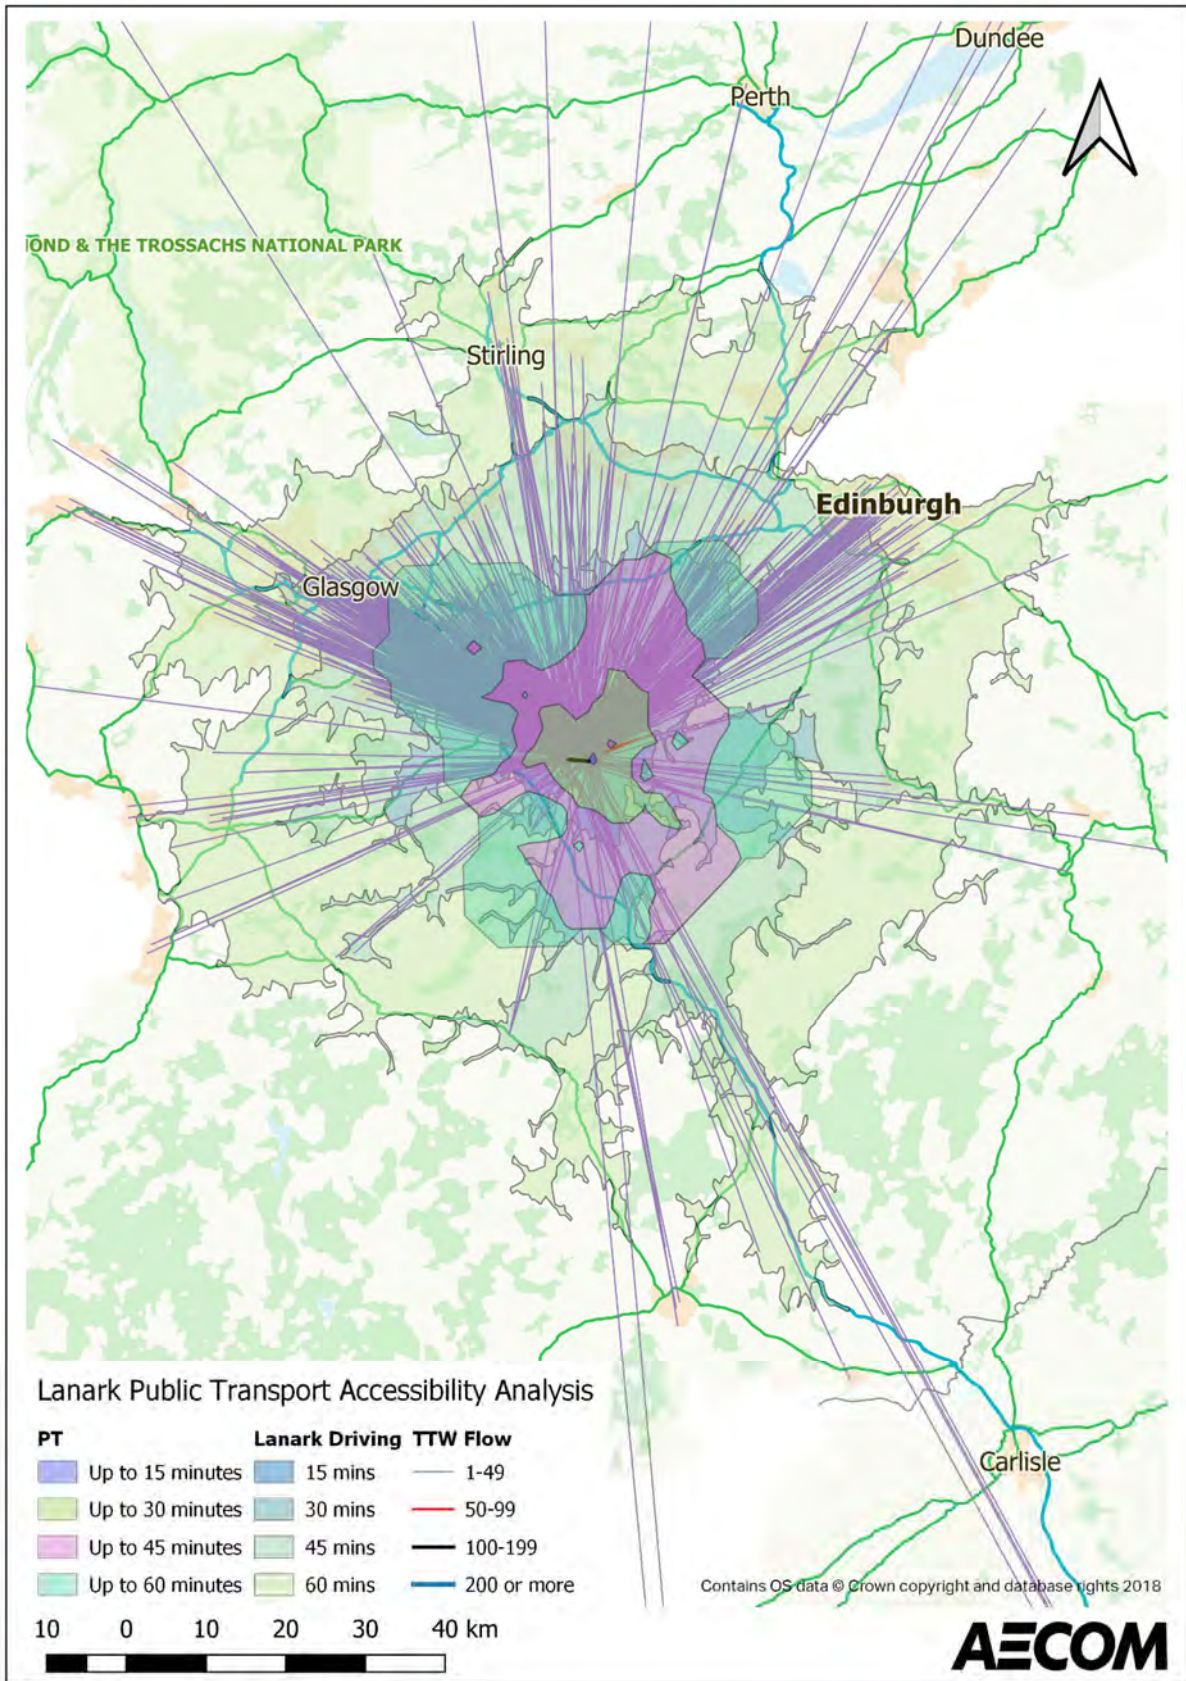 Dundee
Perth
OND & THE TROSSACHS NATIONAL PARK
Stirling
Edinburgh
Glasgow
Carlisle
Lanark Public Transport Accessibility Analysis
PT Lanark Driving TTW Flow
Up to 15 minutes 15 mins 1-49
Up to 30 minutes 30 mins 50-99
Up to 45 minutes 45 mins 100-199
Up to 60 minutes 60 mins 200 or more
Contains OS data © Crown copyright and database rights 2018
10 0 10 20 30 40 km
AECOM